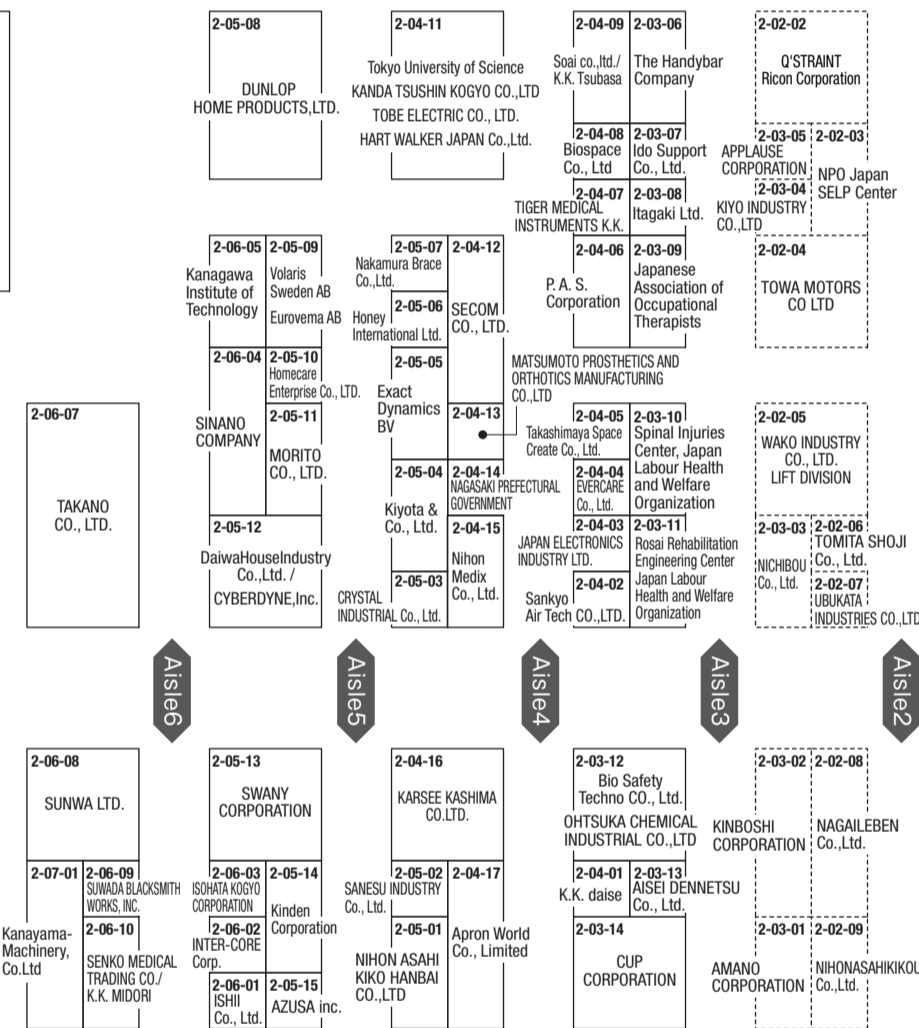 2-05-08
DUNLOP
HOME PRODUCTS,LTD.
2-04-11
Tokyo University of Science
KANDA TSUSHIN KOGYO CO.,LTD
TOBE ELECTRIC CO., LTD.
HART WALKER JAPAN Co.,Ltd.
2-04-09
Soai co.,ltd./
K.K. Tsubasa
2-03-06
The Handybar
Company
2-02-02
Q'STRAINT
Ricon Corporation
2-04-08
Biospace
Co., Ltd
2-03-07
Ido Support
Co., Ltd.
2-03-05
APPLAUSE
CORPORATION
2-02-03
NPO Japan
SELP Center
2-04-07
TIGER MEDICAL
INSTRUMENTS K.K.
2-03-08
Itagaki Ltd.
2-03-04
KIYO INDUSTRY
CO.,LTD
2-06-05
Kanagawa
Institute of
Technology
2-05-09
Volaris
Sweden AB
Eurovema AB
2-05-07
Nakamura Brace
Co.,Ltd.
2-04-12
SECOM
CO., LTD.
2-05-06
Honey
International Ltd.
2-04-06
P. A. S.
Corporation
2-03-09
Japanese
Association of
Occupational
Therapists
2-02-04
TOWA MOTORS
CO LTD
2-06-04
SINANO
COMPANY
2-05-10
Homecare
Enterprise Co., LTD.
2-05-05
Exact
Dynamics
BV
MATSUMOTO PROSTHETICS AND
ORTHOTICS MANUFACTURING
CO.,LTD
2-06-07
TAKANO
CO., LTD.
2-05-11
MORITO
CO., LTD.
2-04-13
2-04-05
Takashimaya Space
Create Co., Ltd.
2-03-10
Spinal Injuries
Center, Japan
Labour Health
and Welfare
Organization
2-02-05
WAKO INDUSTRY
CO., LTD.
LIFT DIVISION
2-05-04
Kiyota &
Co., Ltd.
2-04-14
NAGASAKI PREFECTURAL
GOVERNMENT
2-04-04
EVERCARE
Co., Ltd.
2-05-12
DaiwaHouseIndustry
Co.,Ltd. /
CYBERDYNE,Inc.
2-04-15
Nihon
Medix
Co., Ltd.
2-04-03
JAPAN ELECTRONICS
INDUSTRY LTD.
2-03-11
Rosai Rehabilitation
Engineering Center
Japan Labour
Health and Welfare
Organization
2-03-03
NICHIBOU
Co., Ltd.
2-02-06
TOMITA SHOJI
Co., Ltd.
2-05-03
CRYSTAL
INDUSTRIAL Co., Ltd.
2-04-02
Sankyo
Air Tech CO.,LTD.
2-02-07
UBUKATA
INDUSTRIES CO.,LTD
Aisle6
Aisle5
Aisle4
Aisle3
Aisle2
2-06-08
SUNWA LTD.
2-05-13
SWANY
CORPORATION
2-04-16
KARSEE KASHIMA
CO.LTD.
2-03-12
Bio Safety
Techno CO., Ltd.
OHTSUKA CHEMICAL
INDUSTRIAL CO.,LTD
2-03-02
KINBOSHI
CORPORATION
2-02-08
NAGAILEBEN
Co.,Ltd.
2-07-01
Kanayama-
Machinery,
Co.Ltd
2-06-09
SUWADA BLACKSMITH
WORKS, INC.
2-06-03
ISOHATA KOGYO
CORPORATION
2-05-14
Kinden
Corporation
2-05-02
SANESU INDUSTRY
Co., Ltd.
2-04-17
Apron World
Co., Limited
2-04-01
K.K. daise
2-03-13
AISEI DENNETSU
Co., Ltd.
2-06-10
SENKO MEDICAL
TRADING CO./
K.K. MIDORI
2-06-02
INTER-CORE
Corp.
2-05-01
NIHON ASAHI
KIKO HANBAI
CO.,LTD
2-03-14
CUP
CORPORATION
2-03-01
AMANO
CORPORATION
2-02-09
NIHONASAHIKIKOU
Co.,Ltd.
2-06-01
ISHII
Co., Ltd.
2-05-15
AZUSA inc.